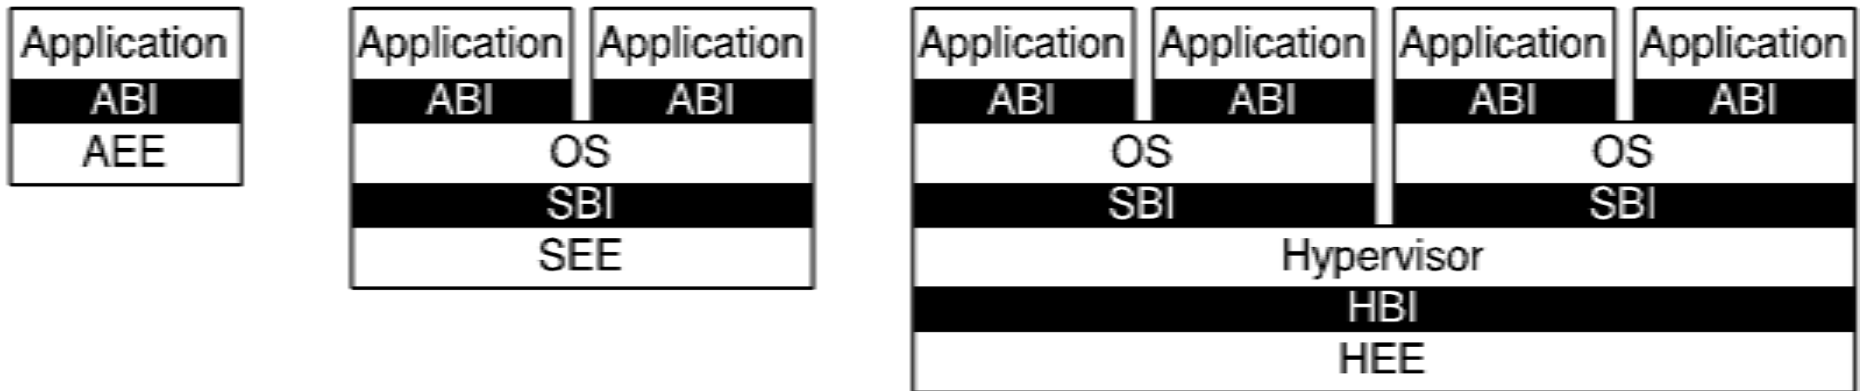 Application Application Application Application Application Application Application
ABI ABI ABI ABI ABI ABI ABI
AEE OS OS OS
SBI SBI SBI
SEE Hypervisor
HBI
HEE